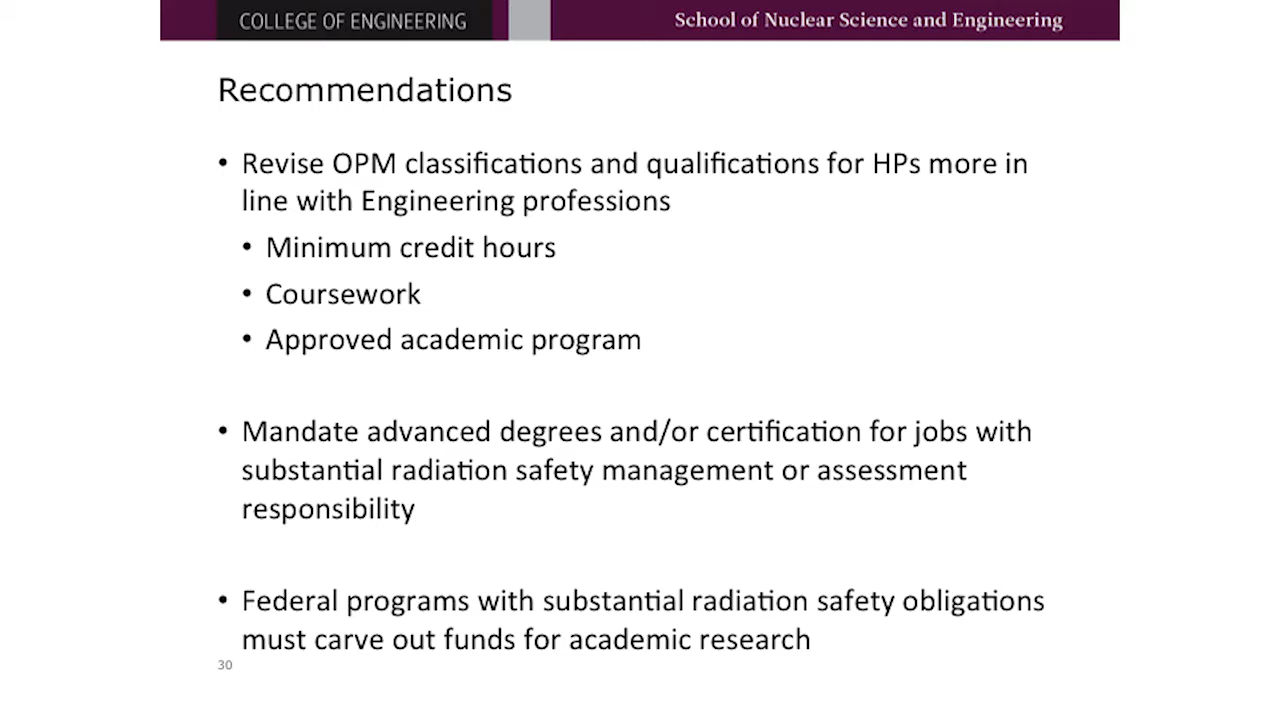 COLLEGE OF ENGINEERING
School of Nuclear Science and Engineering
Recommendations
• Revise OPM classifications and qualifications for HPs more in
line with Engineering professions
• Minimum credit hours
• Coursework
• Approved academic program
• Mandate advanced degrees and/or certification for jobs with
substantial radiation safety management or assessment
responsibility
• Federal programs with substantial radiation safety obligations
must carve out funds for academic research
30